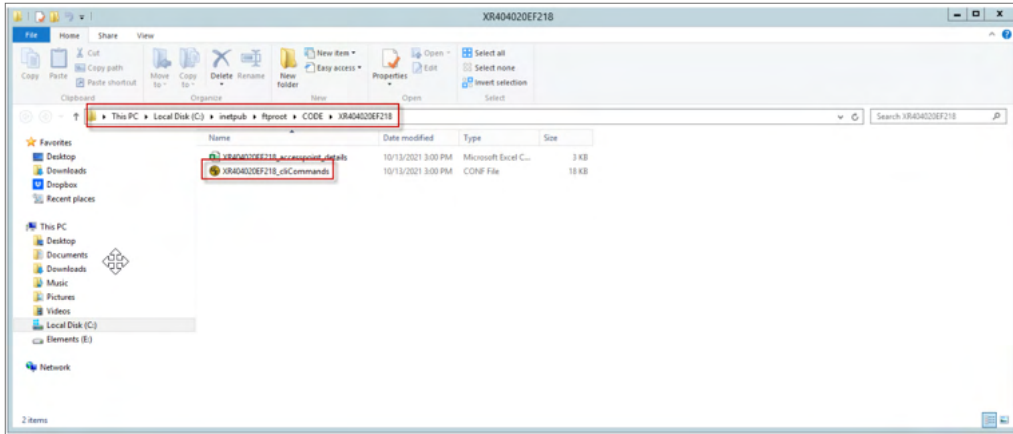 XR404020EF218
File Home Share View
Copy Paste Cut
Copy path
Paste shortcut
Move to Copy to Delete Rename New folder New item Easy access Properties Open Edit Select all
Select none
Invert selection
Clipboard Organize New Open Select
This PC Local Disk (C:) inetpub ftproot CODE XR404020EF218 Search XR404020EF218
Name Date modified Type Size
XR404020EF218_accesspoint_details 10/13/2021 3:00 PM Microsoft Excel C... 3 KB
XR404020EF218_cliCommands 10/13/2021 3:00 PM CONF File 18 KB
Favorites
Desktop
Downloads
Dropbox
Recent places
This PC
Desktop
Documents
Downloads
Music
Pictures
Videos
Local Disk (C:)
Elements (E:)
Network
2 items